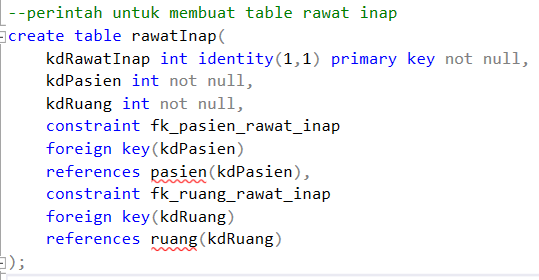 --perintah untuk membuat table rawat inap
create table rawatInap(
kdRawatInap int identity(1,1) primary key not null,
kdPasien int not null,
kdRuang int not null,
constraint fk_pasien_rawat_inap
foreign key(kdPasien)
references pasien(kdPasien),
constraint fk_ruang_rawat_inap
foreign key(kdRuang)
references ruang(kdRuang)
);